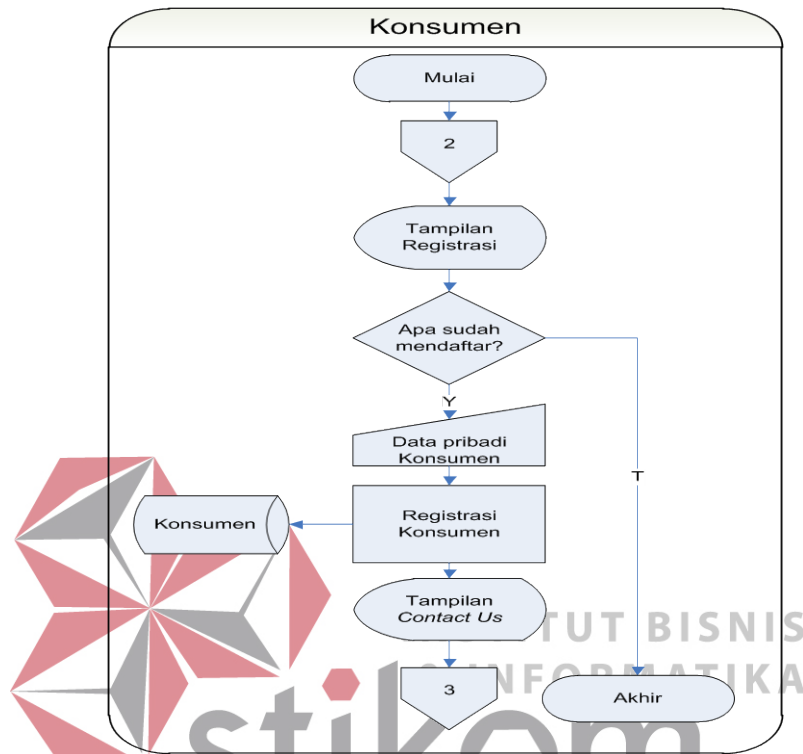 Konsumen
Mulai
2
Tampilan
Registrasi
Apa sudah
mendaftar?
Y
Data pribadi
Konsumen
T
Konsumen
Registrasi
Konsumen
Tampilan
Contact Us
TUT BISNIS
INFORMATIKA
3
Akhir
stikom